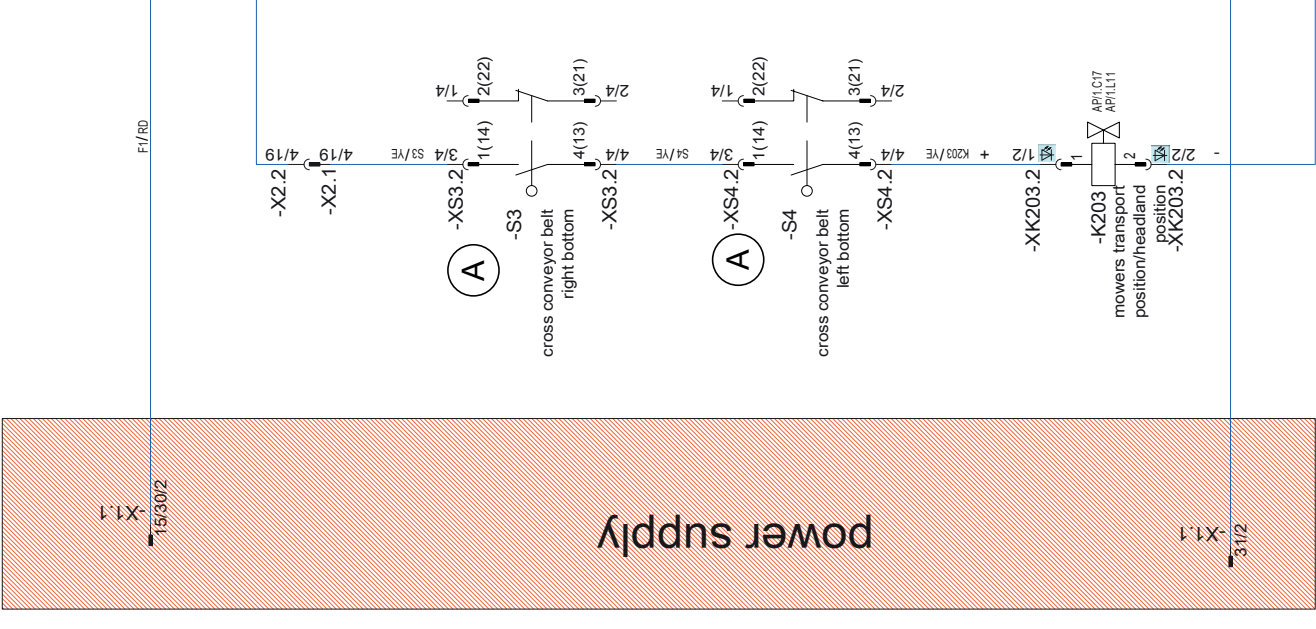 F1/RD
4/19
4/19
-X2.2
-X2.1
S3/YE
3/4
-XS3.2
1(14)
1/4
2(22)
3(21)
2/4
4(13)
4/4
-XS3.2
-S3
A
cross conveyor belt
right bottom
S4/YE
3/4
-XS4.2
1(14)
1/4
2(22)
3(21)
2/4
4(13)
4/4
-XS4.2
-S4
A
cross conveyor belt
left bottom
K203/YE
+
1/2
-XK203.2
1
AP/1.C17
AP/1.L11
2
2/2
-
-XK203.2
-K203
mowers transport
position/headland
position
-X1.1
15/30/2
power supply
-X1.1
31/2